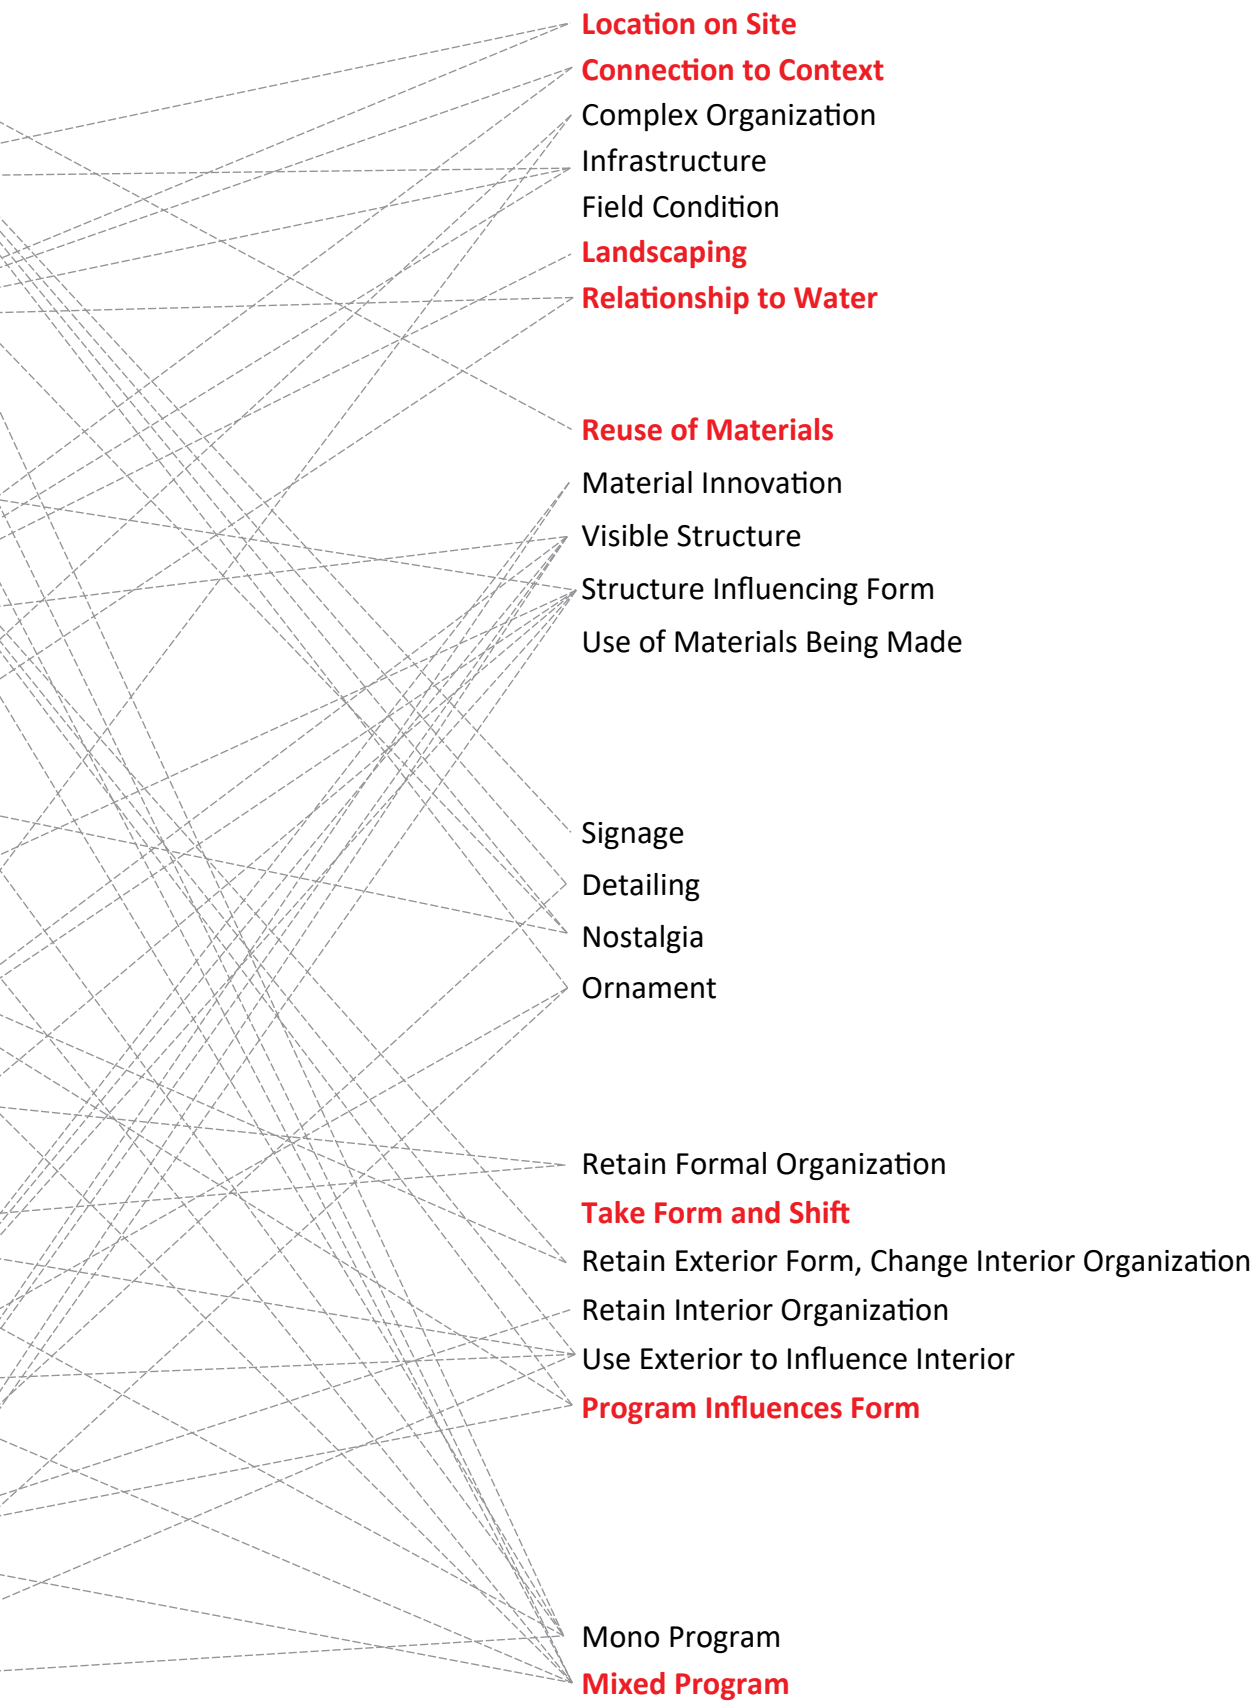 Location on Site
Connection to Context
Complex Organization
Infrastructure
Field Condition
Landscaping
Relationship to Water
Reuse of Materials
Material Innovation
Visible Structure
Structure Influencing Form
Use of Materials Being Made
Signage
Detailing
Nostalgia
Ornament
Retain Formal Organization
Take Form and Shift
Retain Exterior Form, Change Interior Organization
Retain Interior Organization
Use Exterior to Influence Interior
Program Influences Form
Mono Program
Mixed Program